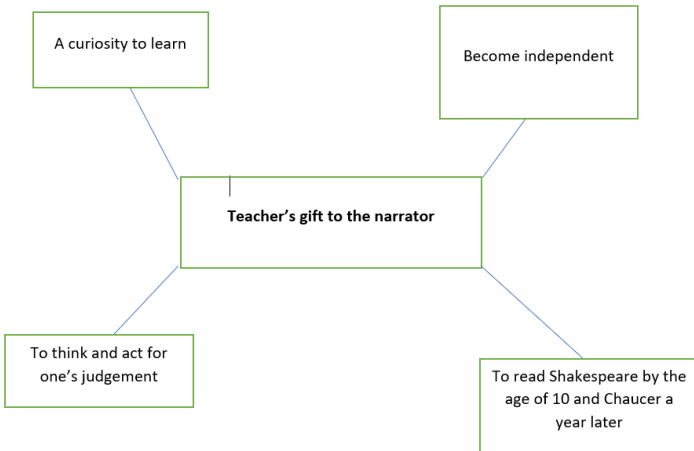 A curiosity to learn
Become independent
Teacher's gift to the narrator
To think and act for
one's judgement
To read Shakespeare by the
age of 10 and Chaucer a
year later